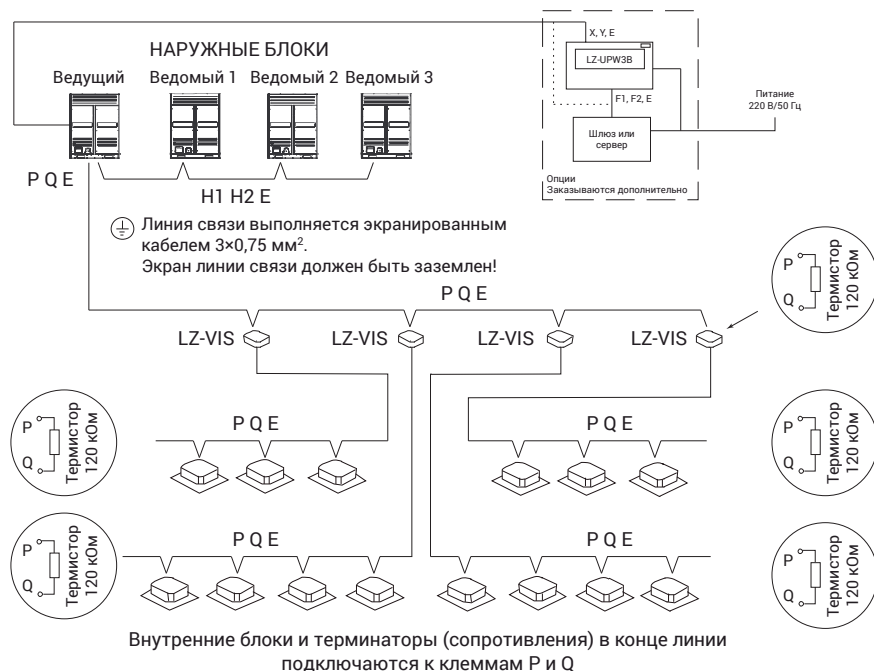 НАРУЖНЫЕ БЛОКИ
Ведущий
Ведомый 1
Ведомый 2
Ведомый 3
X, Y, E
LZ-UPW3B
F1, F2, E
Шлюз или
сервер
Опции
Заказываются дополнительно
Питание
220 В/50 Гц
P Q E
H1 H2 E
Линия связи выполняется экранированным
кабелем 3×0,75 мм².
Экран линии связи должен быть заземлен!
P Q E
P
Q
Термистор
120 кОм
LZ-VIS
LZ-VIS
LZ-VIS
LZ-VIS
P
Q
Термистор
120 кОм
P Q E
P Q E
P
Q
Термистор
120 кОм
P
Q
Термистор
120 кОм
P Q E
P Q E
P
Q
Термистор
120 кОм
Внутренние блоки и терминаторы (сопротивления) в конце линии
подключаются к клеммам P и Q